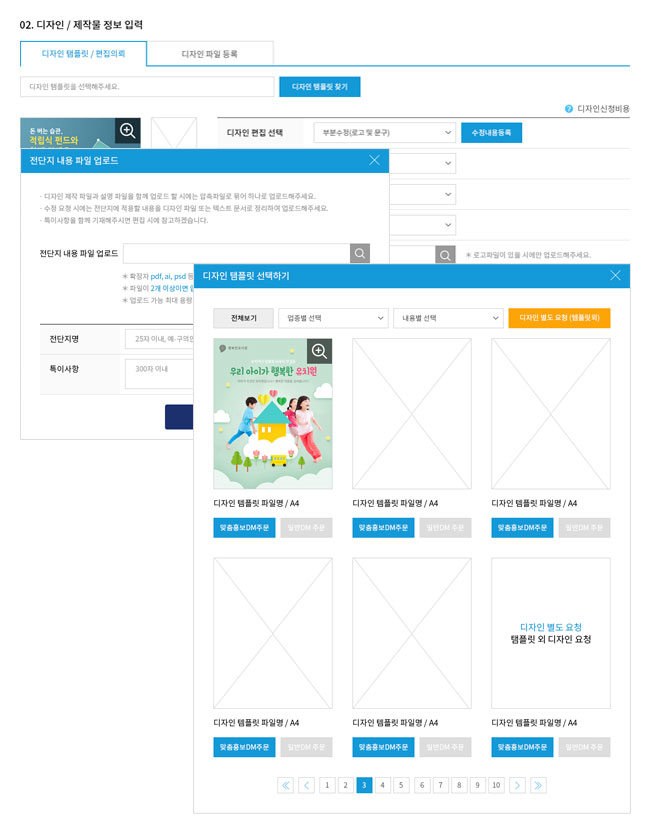 02. 디자인 / 제작물 정보 입력
디자인 템플릿 / 편집의뢰
디자인 파일 등록
디자인 템플릿을 선택해주세요.
디자인 템플릿 찾기
? 디자인신청비용
돈 버는 습관,
적립식 펀드와
디자인 편집 선택
부분수정(로고 및 문구)
수정내용등록
전단지 내용 파일 업로드
· 디자인 제작 파일과 설명 파일을 함께 업로드 할 시에는 압축파일로 묶어 하나로 업로드해주세요.
· 수정 요청 시에는 전단지에 적용할 내용을 디자인 파일 또는 텍스트 문서로 정리하여 업로드해주세요.
· 특이사항을 함께 기재해주시면 편집 시에 참고하겠습니다.
전단지 내용 파일 업로드
* 로고파일이 있을 시에만 업로드해주세요.
* 확장자 pdf, ai, psd 등
* 파일이 2개 이상이면
* 업로드 가능 최대 용량
전단지명
25자 이내, 예-구의
특이사항
300자 이내
디자인 템플릿 선택하기
전체보기
업종별 선택
내용별 선택
디자인 별도 요청 (템플릿외)
우리 아이가 행복한 유치원
디자인 템플릿 파일명 / A4
디자인 템플릿 파일명 / A4
디자인 템플릿 파일명 / A4
맞춤홍보DM주문
일반DM 주문
맞춤홍보DM주문
일반DM 주문
맞춤홍보DM주문
일반DM 주문
디자인 별도 요청
템플릿 외 디자인 요청
디자인 템플릿 파일명 / A4
디자인 템플릿 파일명 / A4
디자인 템플릿 파일명 / A4
맞춤홍보DM주문
일반DM 주문
맞춤홍보DM주문
일반DM 주문
맞춤홍보DM주문
일반DM 주문
1 2 3 4 5 6 7 8 9 10